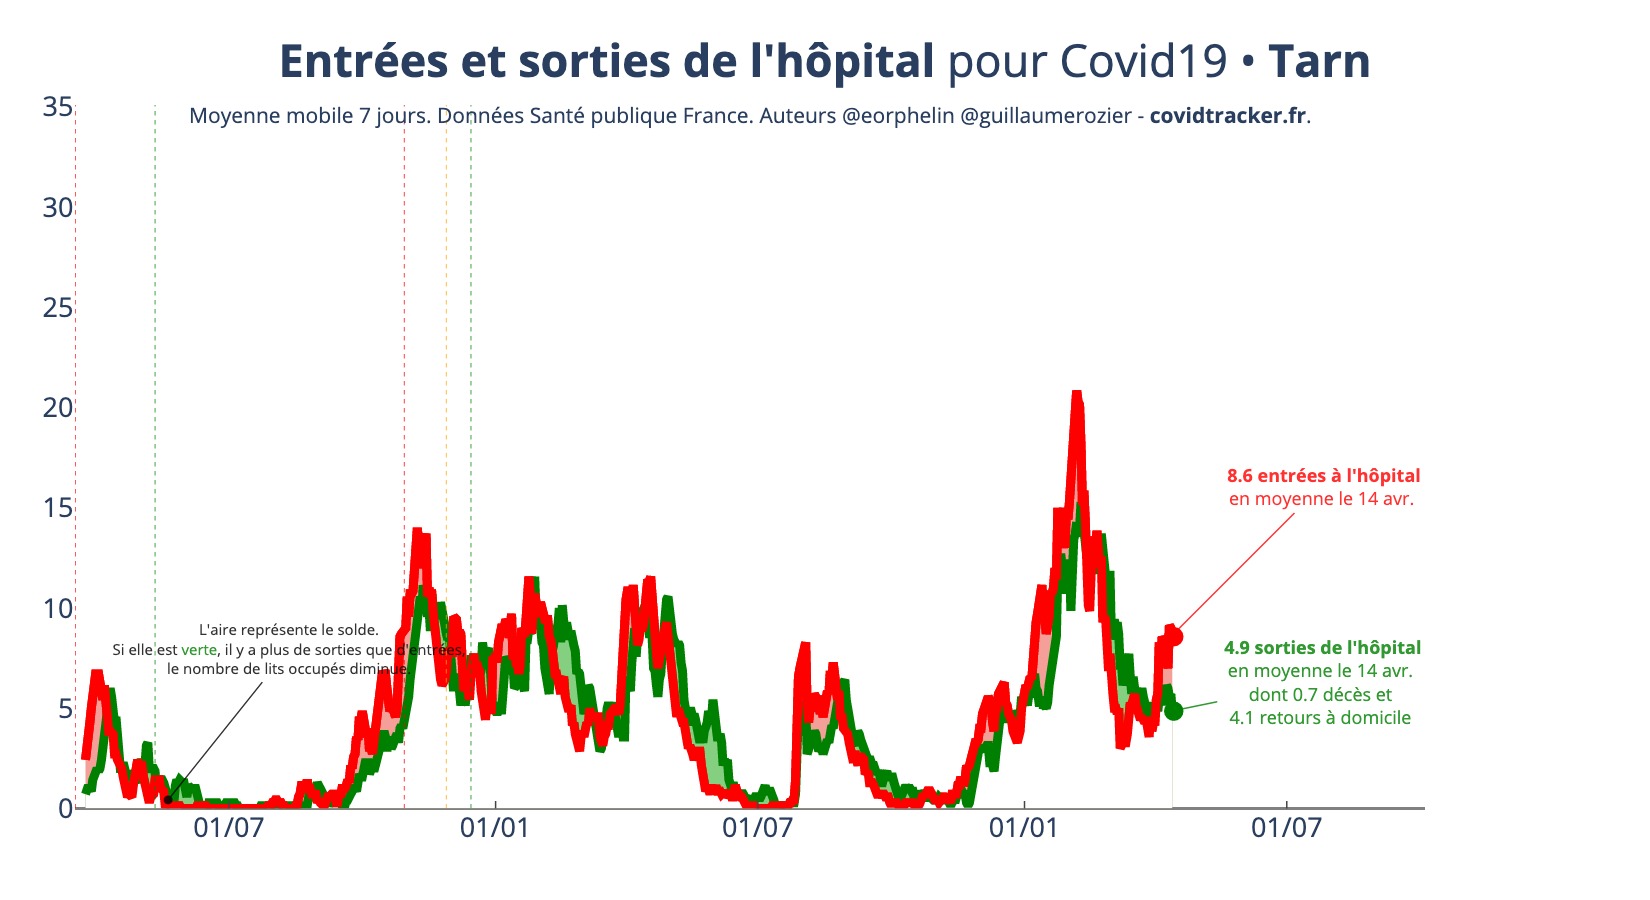 Entrées et sorties de l'hôpital pour Covid19 • Tarn
Moyenne mobile 7 jours. Données Santé publique France. Auteurs @eorphelin @guillaumerozier - covidtracker.fr.
35
30
25
20
15
10
5
0
L'aire représente le solde.
Si elle est verte, il y a plus de sorties que d'entrées,
le nombre de lits occupés diminue.
8.6 entrées à l'hôpital
en moyenne le 14 avr.
4.9 sorties de l'hôpital
en moyenne le 14 avr.
dont 0.7 décès et
4.1 retours à domicile
01/07 01/01 01/07 01/01 01/07